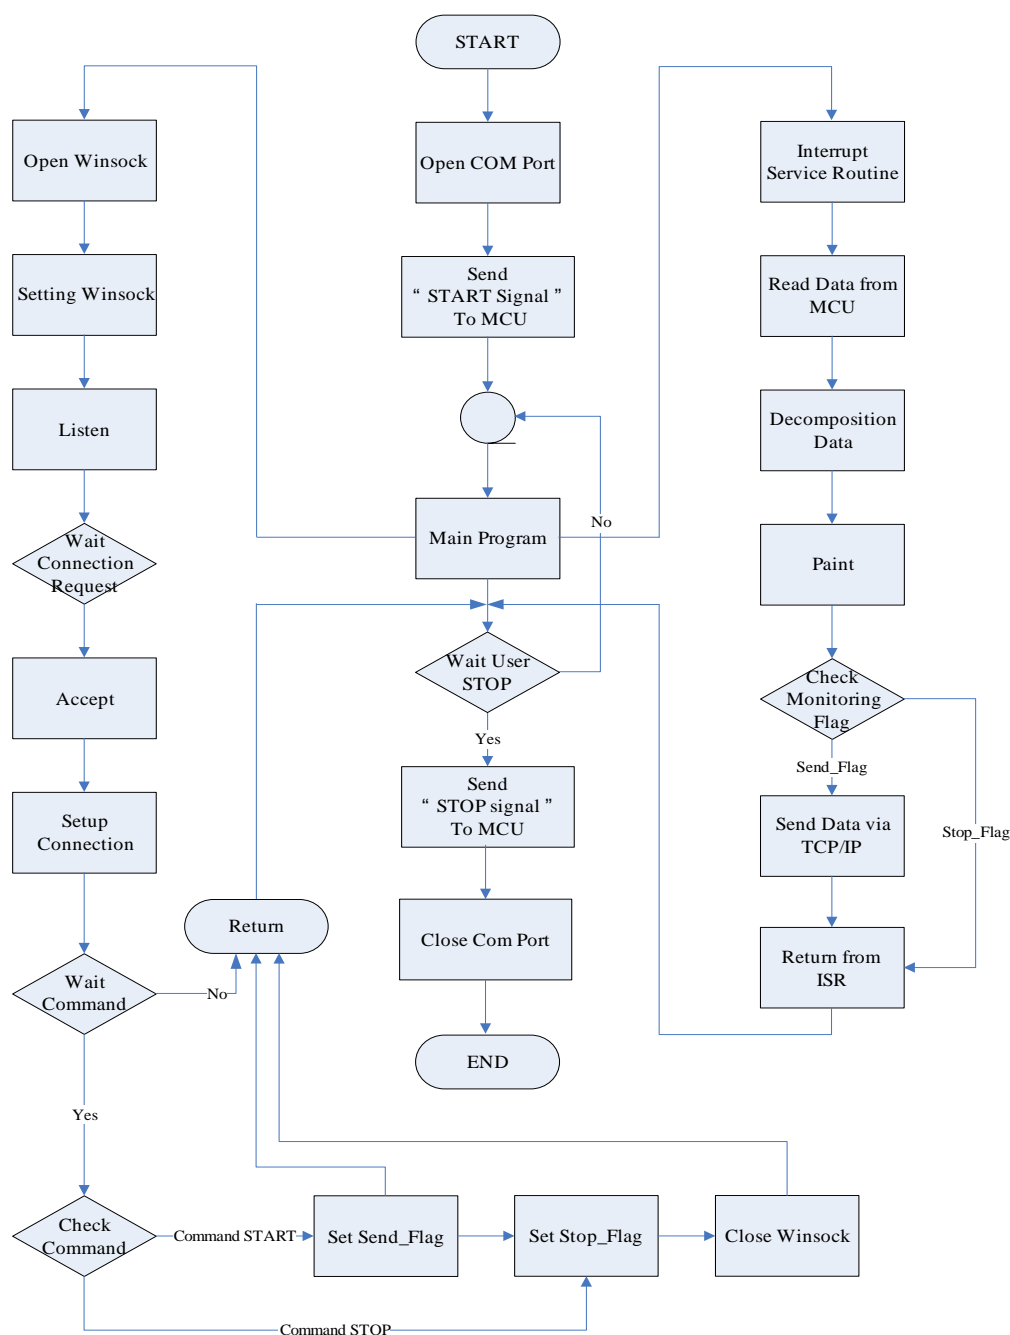 START
Open Winsock
Open COM Port
Interrupt
Service Routine
Setting Winsock
Send
“ START Signal ”
To MCU
Read Data from
MCU
Listen
Decomposition
Data
No
Wait
Connection
Request
Main Program
Paint
Accept
Wait User
STOP
Check
Monitoring
Flag
Yes
Send_Flag
Setup
Connection
Send
“ STOP signal ”
To MCU
Send Data via
TCP/IP
Stop_Flag
Return
Close Com Port
Return from
ISR
Wait
Command
No
END
Yes
Check
Command
Command START
Set Send_Flag
Set Stop_Flag
Close Winsock
Command STOP